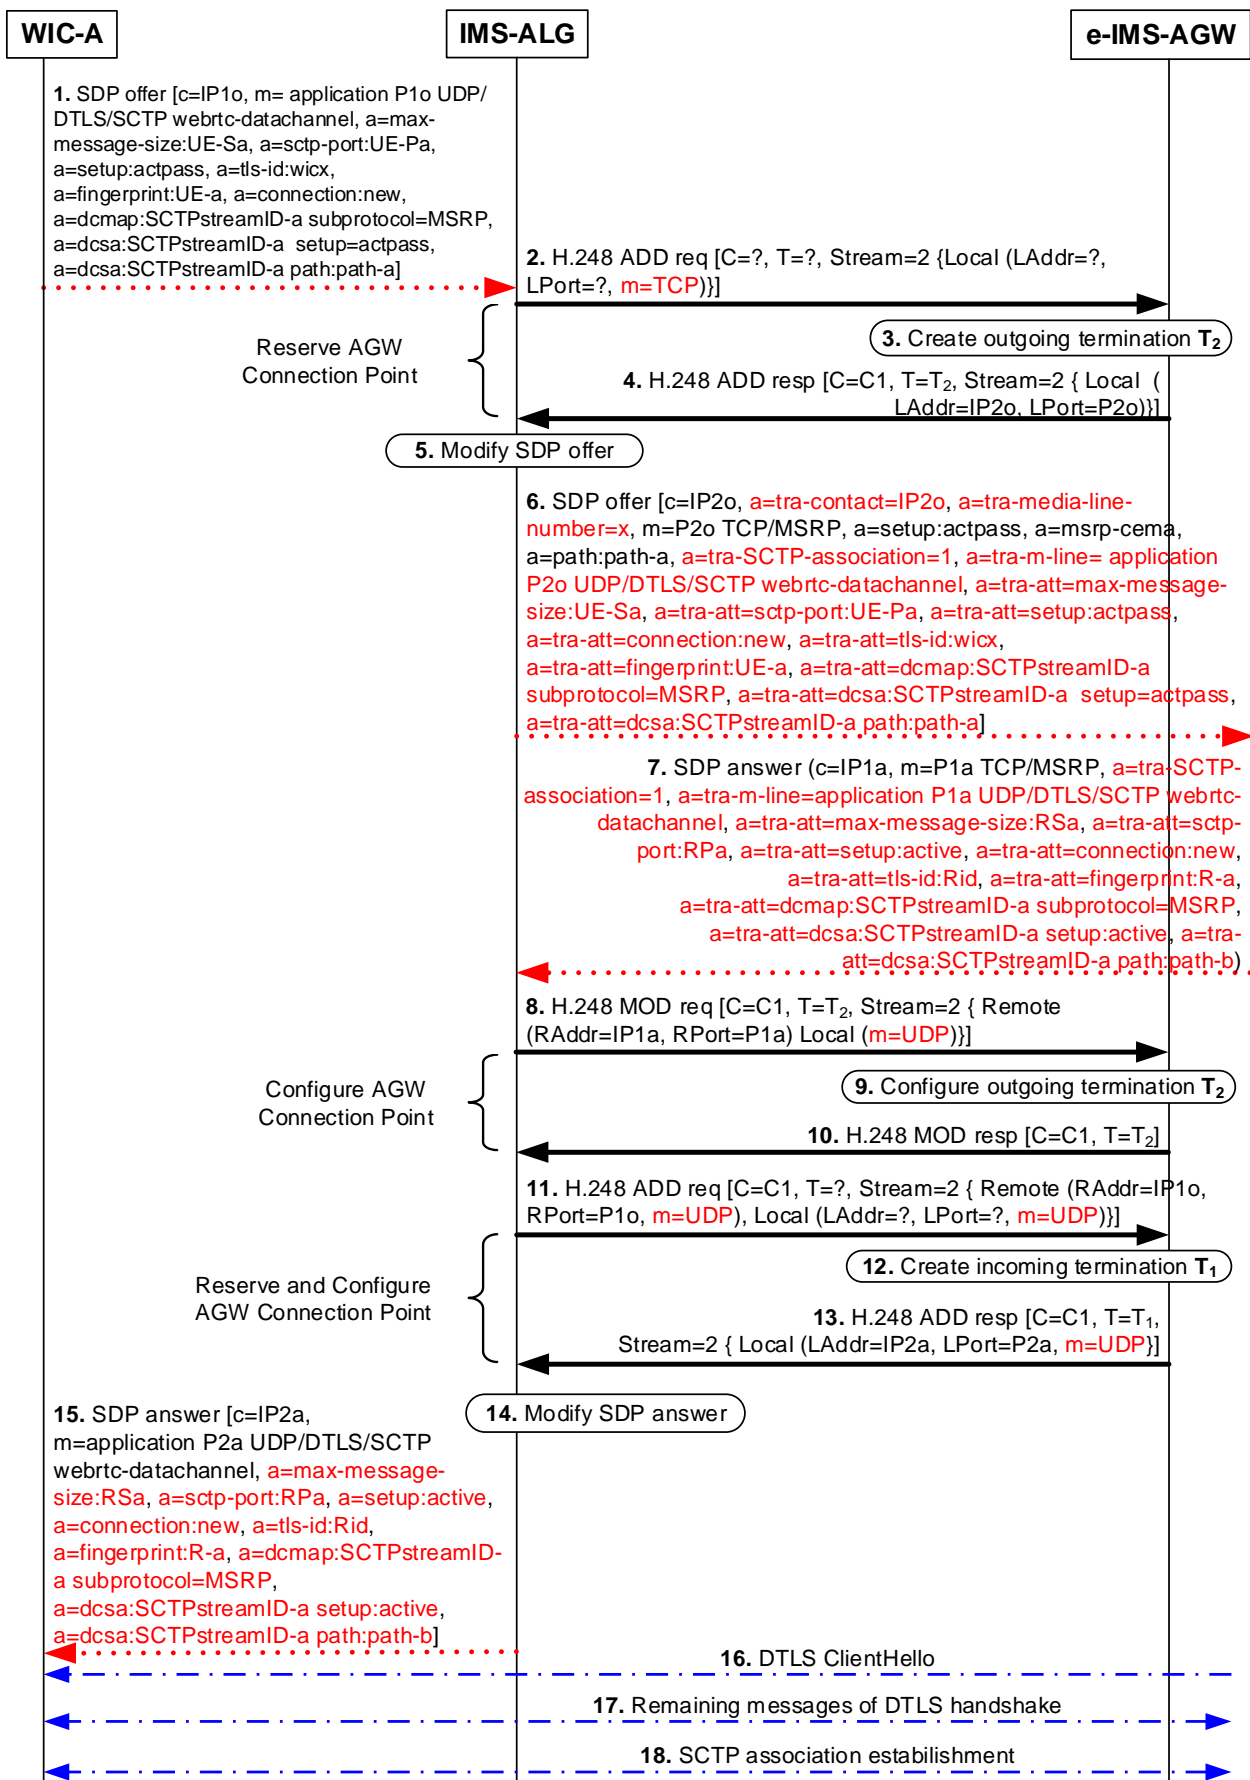 WIC-A
IMS-ALG
e-IMS-AGW
1. SDP offer [c=IP1o, m= application P1o UDP/
DTLS/SCTP webrtc-datachannel, a=max-
message-size:UE-Sa, a=sctp-port:UE-Pa,
a=setup:actpass, a=tls-id:wicx,
a=fingerprint:UE-a, a=connection:new,
a=dcmap:SCTPstreamID-a subprotocol=MSRP,
a=dcsa:SCTPstreamID-a setup=actpass,
a=dcsa:SCTPstreamID-a path:path-a]
2. H.248 ADD req [C=?, T=?, Stream=2 {Local (LAddr=?,
LPort=?, m=TCP)}]
Reserve AGW
Connection Point
3. Create outgoing termination T2
4. H.248 ADD resp [C=C1, T=T2, Stream=2 { Local (
LAddr=IP2o, LPort=P2o)}]
5. Modify SDP offer
6. SDP offer [c=IP2o, a=tra-contact=IP2o, a=tra-media-line-
number=x, m=P2o TCP/MSRP, a=setup:actpass, a=msrp-cema,
a=path:path-a, a=tra-SCTP-association=1, a=tra-m-line= application
P2o UDP/DTLS/SCTP webrtc-datachannel, a=tra-att=max-message-
size:UE-Sa, a=tra-att=sctp-port:UE-Pa, a=tra-att=setup:actpass,
a=tra-att=connection:new, a=tra-att=tls-id:wicx,
a=tra-att=fingerprint:UE-a, a=tra-att=dcmap:SCTPstreamID-a
subprotocol=MSRP, a=tra-att=dcsa:SCTPstreamID-a setup=actpass,
a=tra-att=dcsa:SCTPstreamID-a path:path-a]
7. SDP answer (c=IP1a, m=P1a TCP/MSRP, a=tra-SCTP-
association=1, a=tra-m-line=application P1a UDP/DTLS/SCTP webrtc-
datachannel, a=tra-att=max-message-size:RSa, a=tra-att=sctp-
port:RPa, a=tra-att=setup:active, a=tra-att=connection:new,
a=tra-att=tls-id:Rid, a=tra-att=fingerprint:R-a,
a=tra-att=dcmap:SCTPstreamID-a subprotocol=MSRP,
a=tra-att=dcsa:SCTPstreamID-a setup:active, a=tra-
att=dcsa:SCTPstreamID-a path:path-b)
8. H.248 MOD req [C=C1, T=T2, Stream=2 { Remote
(RAddr=IP1a, RPort=P1a) Local (m=UDP)}]
Configure AGW
Connection Point
9. Configure outgoing termination T2
10. H.248 MOD resp [C=C1, T=T2]
11. H.248 ADD req [C=C1, T=?, Stream=2 { Remote (RAddr=IP1o,
RPort=P1o, m=UDP), Local (LAddr=?, LPort=?, m=UDP)}]
Reserve and Configure
AGW Connection Point
12. Create incoming termination T1
13. H.248 ADD resp [C=C1, T=T1,
Stream=2 { Local (LAddr=IP2a, LPort=P2a, m=UDP}]
14. Modify SDP answer
15. SDP answer [c=IP2a,
m=application P2a UDP/DTLS/SCTP
webrtc-datachannel, a=max-message-
size:RSa, a=sctp-port:RPa, a=setup:active,
a=connection:new, a=tls-id:Rid,
a=fingerprint:R-a, a=dcmap:SCTPstreamID-
a subprotocol=MSRP,
a=dcsa:SCTPstreamID-a setup:active,
a=dcsa:SCTPstreamID-a path:path-b]
16. DTLS ClientHello
17. Remaining messages of DTLS handshake
18. SCTP association estabilishment